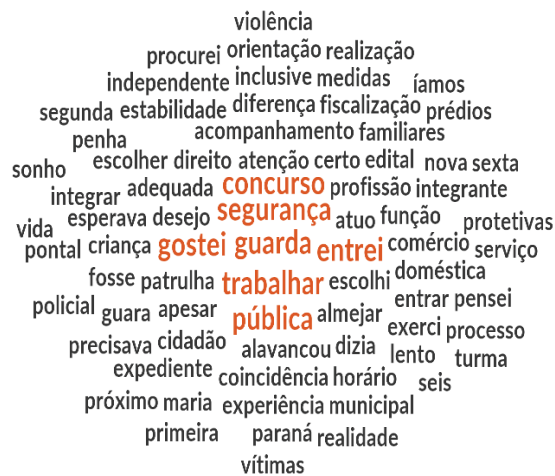 violência
procurei orientação realização
independente inclusive medidas íamos
segunda estabilidade diferença fiscalização prédios
penha acompanhamento familiares
sonho escolher direito atenção certo edital nova sexta
integrar adequada concurso profissão integrante
vida esperava desejo segurança atuo função protetivas
pontal criança gostei guarda entrei comércio serviço
fosse patrulha trabalhar escolhi doméstica
policial guara apesar pública almejar entrar pensei
precisava cidadão alavancou dizia exerci processo
expediente coincidência horário lento turma
próximo maria experiência municipal seis
primeira paraná realidade
vítimas